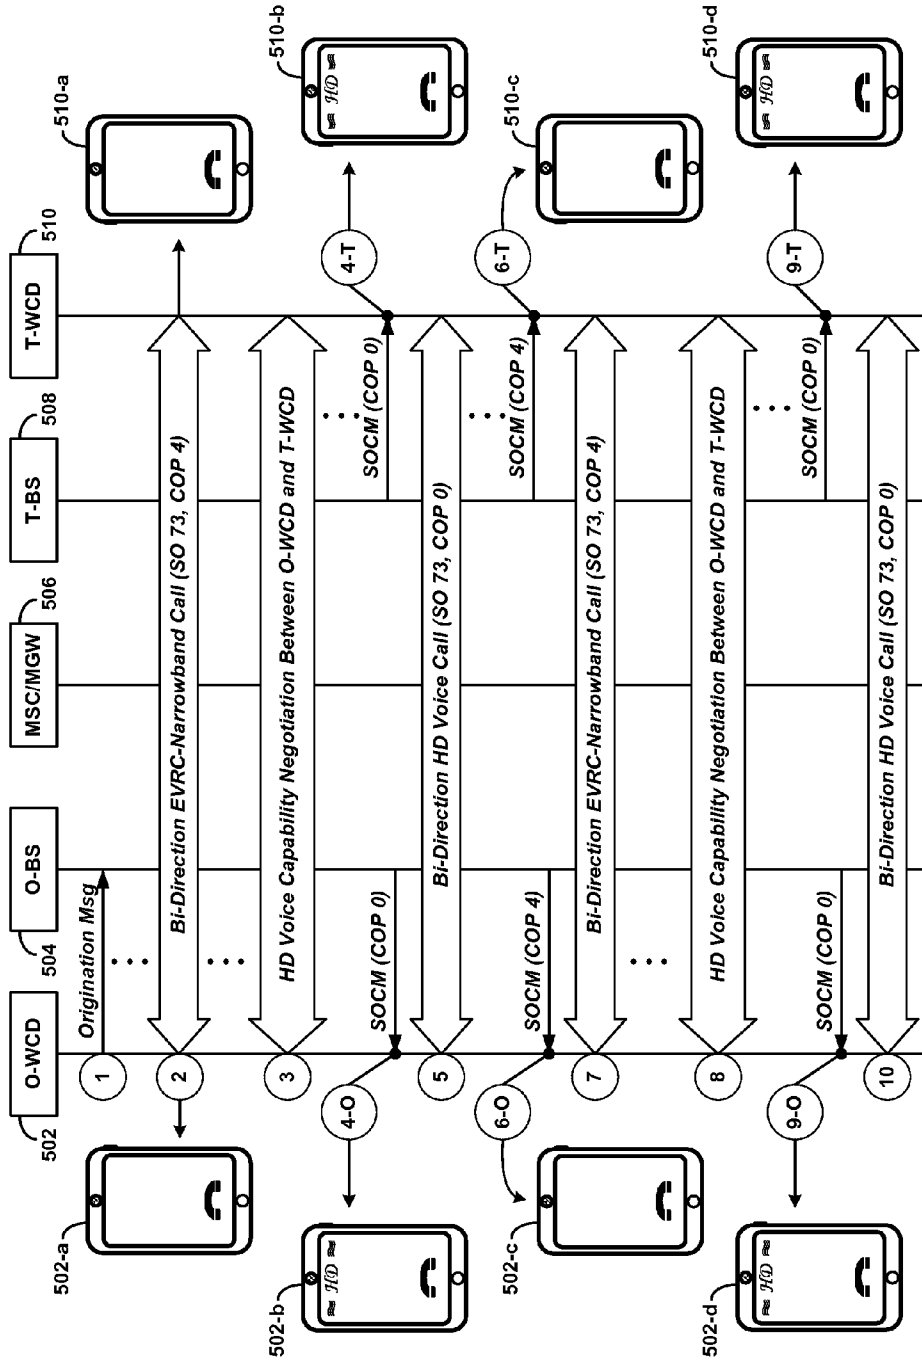 502
O-WCD
504
O-BS
MSC/MGW
506
T-BS
508
T-WCD
510
1
Origination Msg
502-a
2
Bi-Direction EVRC-Narrowband Call (SO 73, COP 4)
510-a
3
HD Voice Capability Negotiation Between O-WCD and T-WCD
502-b
HD
4-O
SOCM (COP 0)
SOCM (COP 0)
4-T
HD
510-b
5
Bi-Direction HD Voice Call (SO 73, COP 0)
502-c
6-O
SOCM (COP 4)
SOCM (COP 4)
6-T
510-c
7
Bi-Direction EVRC-Narrowband Call (SO 73, COP 4)
8
HD Voice Capability Negotiation Between O-WCD and T-WCD
502-d
HD
9-O
SOCM (COP 0)
SOCM (COP 0)
9-T
HD
510-d
10
Bi-Direction HD Voice Call (SO 73, COP 0)